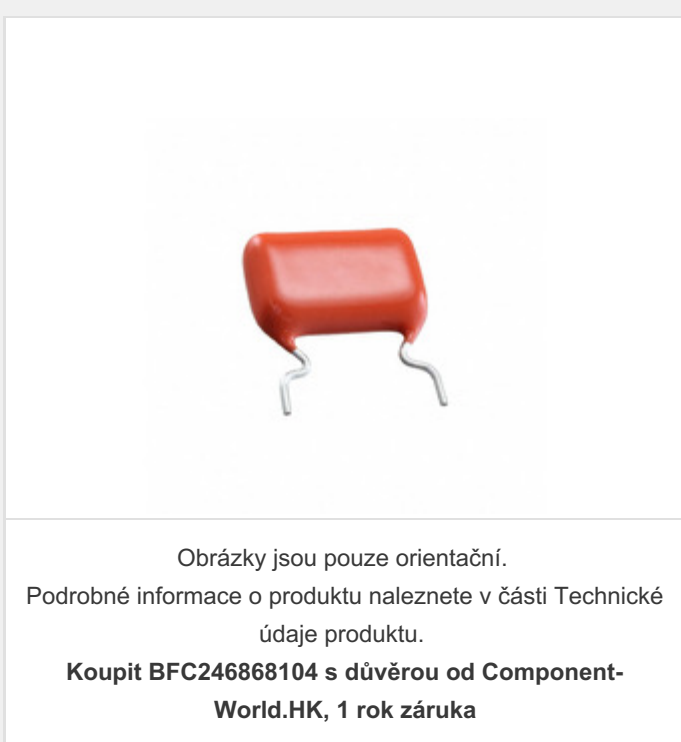 Obrázky jsou pouze orientační.
Podrobné informace o produktu naleznete v části Technické
údaje produktu.
Koupit BFC246868104 s důvěrou od Component-
World.HK, 1 rok záruka